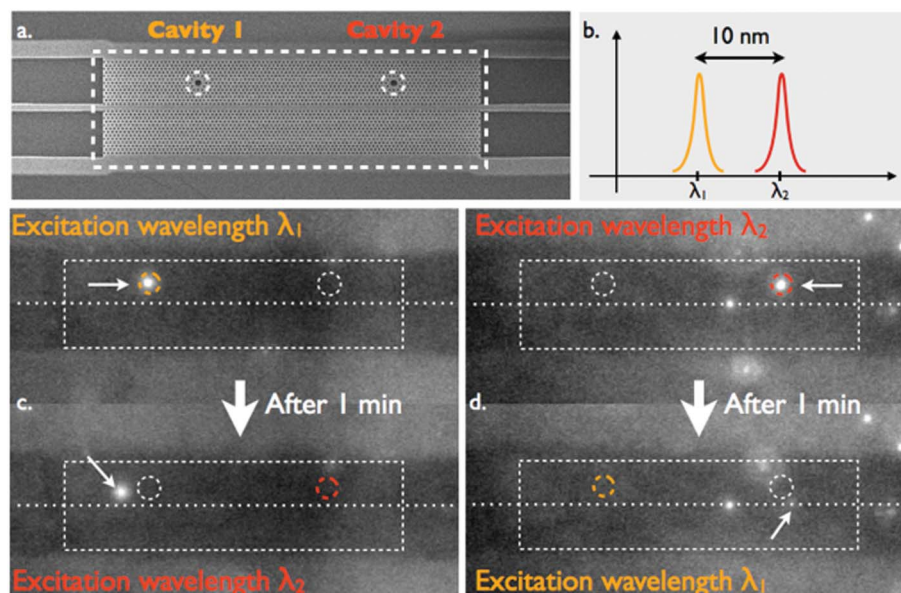 a.
Cavity 1
Cavity 2
b.
10 nm
λ₁
λ₂
Excitation wavelength λ₁
Excitation wavelength λ₂
c.
After 1 min
d.
After 1 min
Excitation wavelength λ₂
Excitation wavelength λ₁